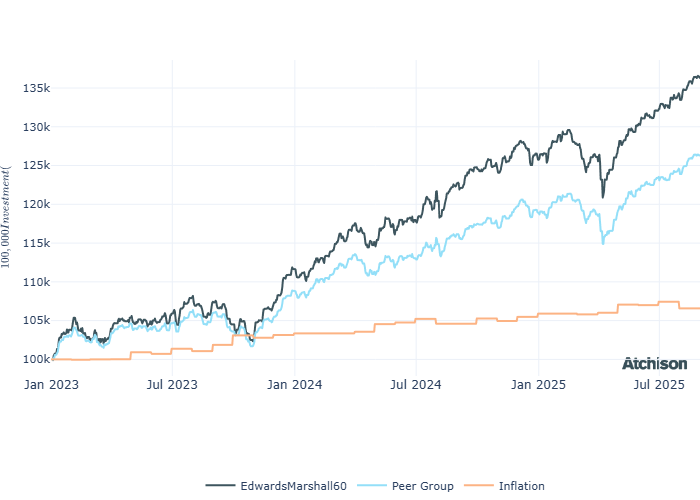 135k
130k
125k
120k
115k
110k
105k
100k
100,000Investment(
Jan 2023
Jul 2023
Jan 2024
Jul 2024
Jan 2025
Jul 2025
Atchison
EdwardsMarshall60
Peer Group
Inflation